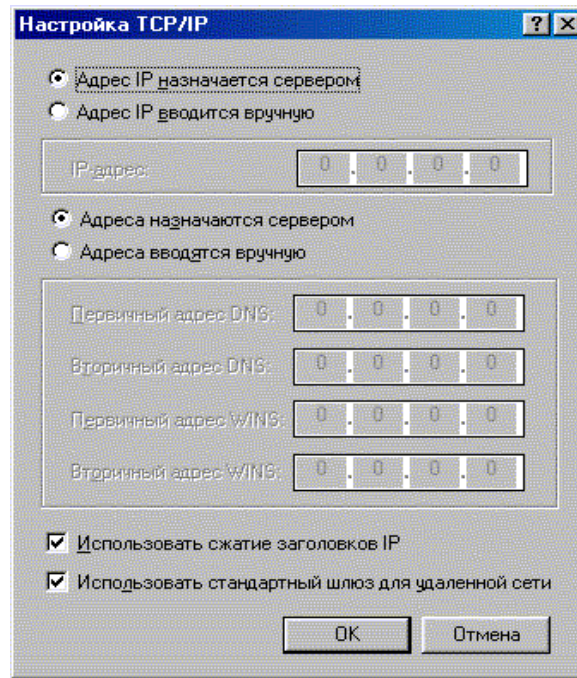 Настройка TCP/IP
Адрес IP назначается сервером
Адрес IP вводится вручную
IP-адрес: 0 . 0 . 0 . 0
Адреса назначаются сервером
Адреса вводятся вручную
Первичный адрес DNS: 0 . 0 . 0 . 0
Вторичный адрес DNS: 0 . 0 . 0 . 0
Первичный адрес WINS: 0 . 0 . 0 . 0
Вторичный адрес WINS: 0 . 0 . 0 . 0
Использовать сжатие заголовков IP
Использовать стандартный шлюз для удаленной сети
OK Отмена